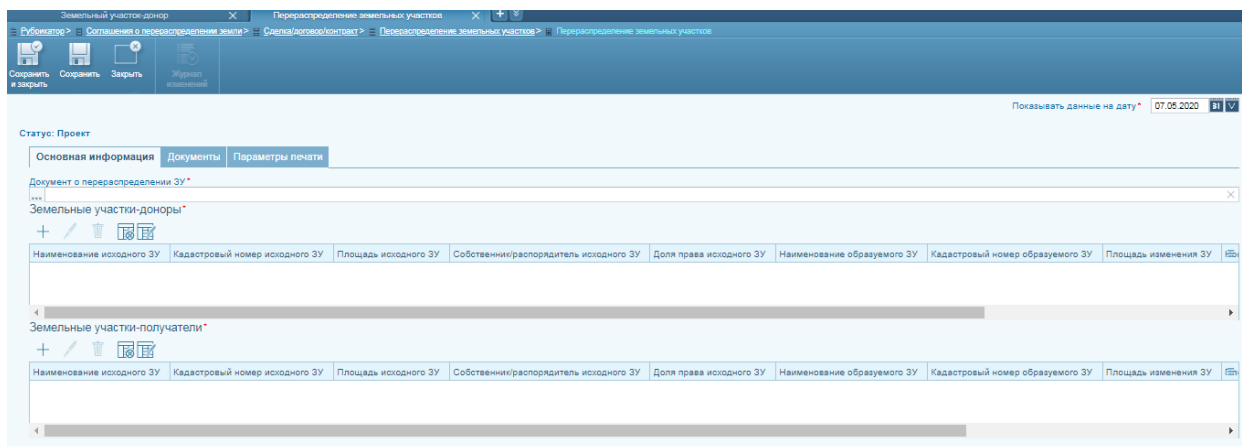 Земельный участок-донор
Перераспределение земельных участков
Рубрикатор> Соглашения о перераспределении земли> Сделка/договор/контракт> Перераспределение земельных участков> Перераспределение земельных участков
Сохранить и закрыть
Сохранить
Закрыть
Журнал изменений
Показывать данные на дату* 07.05.2020
Статус: Проект
Основная информация Документы Параметры печати
Документ о перераспределении ЗУ*
...
Земельные участки-доноры*
Наименование исходного ЗУ Кадастровый номер исходного ЗУ Площадь исходного ЗУ Собственник/распорядитель исходного ЗУ Доля права исходного ЗУ Наименование образуемого ЗУ Кадастровый номер образуемого ЗУ Площадь изменения ЗУ
Земельные участки-получатели*
Наименование исходного ЗУ Кадастровый номер исходного ЗУ Площадь исходного ЗУ Собственник/распорядитель исходного ЗУ Доля права исходного ЗУ Наименование образуемого ЗУ Кадастровый номер образуемого ЗУ Площадь изменения ЗУ